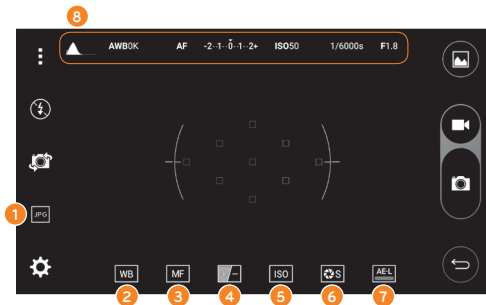 8
AWB0K AF -2··1··0··1··2+ ISO50 1/6000s F1.8
1 JPG
WB MF +/- ISO S AE-L
2 3 4 5 6 7